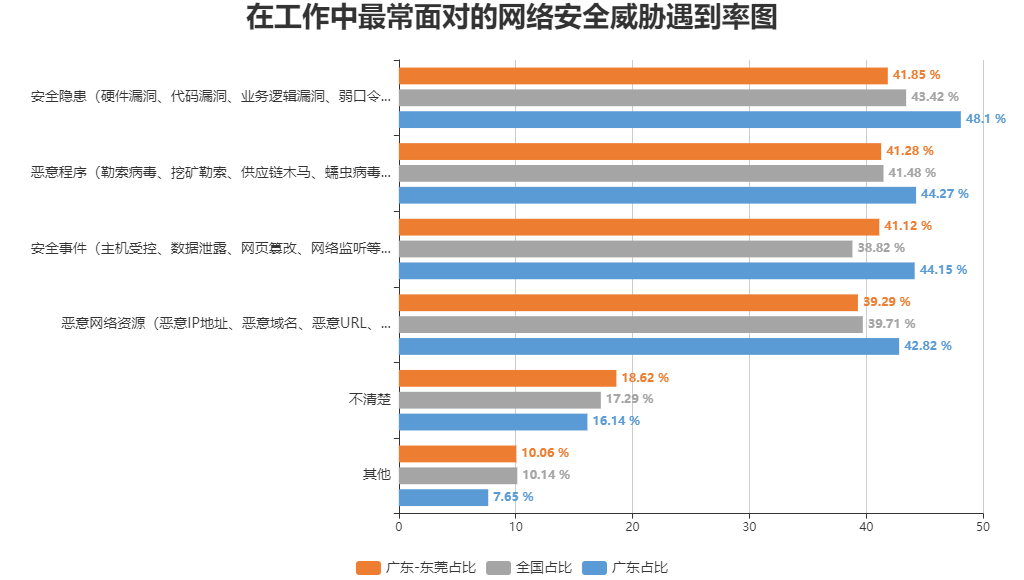 在工作中最常面对的网络安全威胁遇到率图
安全隐患（硬件漏洞、代码漏洞、业务逻辑漏洞、弱口令...
41.85 %
43.42 %
48.1 %
恶意程序（勒索病毒、挖矿勒索、供应链木马、蠕虫病毒...
41.28 %
41.48 %
44.27 %
安全事件（主机受控、数据泄露、网页篡改、网络监听等...
41.12 %
38.82 %
44.15 %
恶意网络资源（恶意IP地址、恶意域名、恶意URL、...
39.29 %
39.71 %
42.82 %
不清楚
18.62 %
17.29 %
16.14 %
其他
10.06 %
10.14 %
7.65 %
0 10 20 30 40 50
广东-东莞占比 全国占比 广东占比